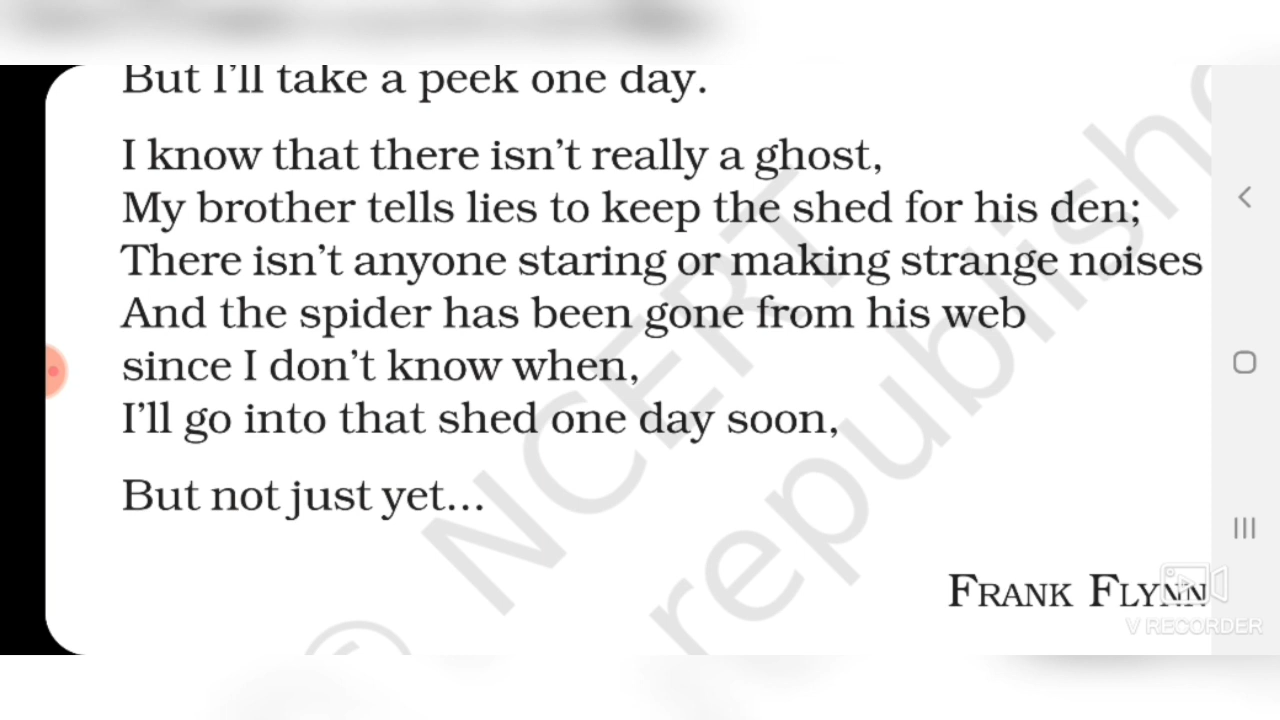 But I'll take a peek one day.
I know that there isn't really a ghost,
My brother tells lies to keep the shed for his den;
There isn't anyone staring or making strange noises
And the spider has been gone from his web
since I don't know when,
I'll go into that shed one day soon,
But not just yet...
FRANK FLYNN
V RECORDER
© NCERT
republishe